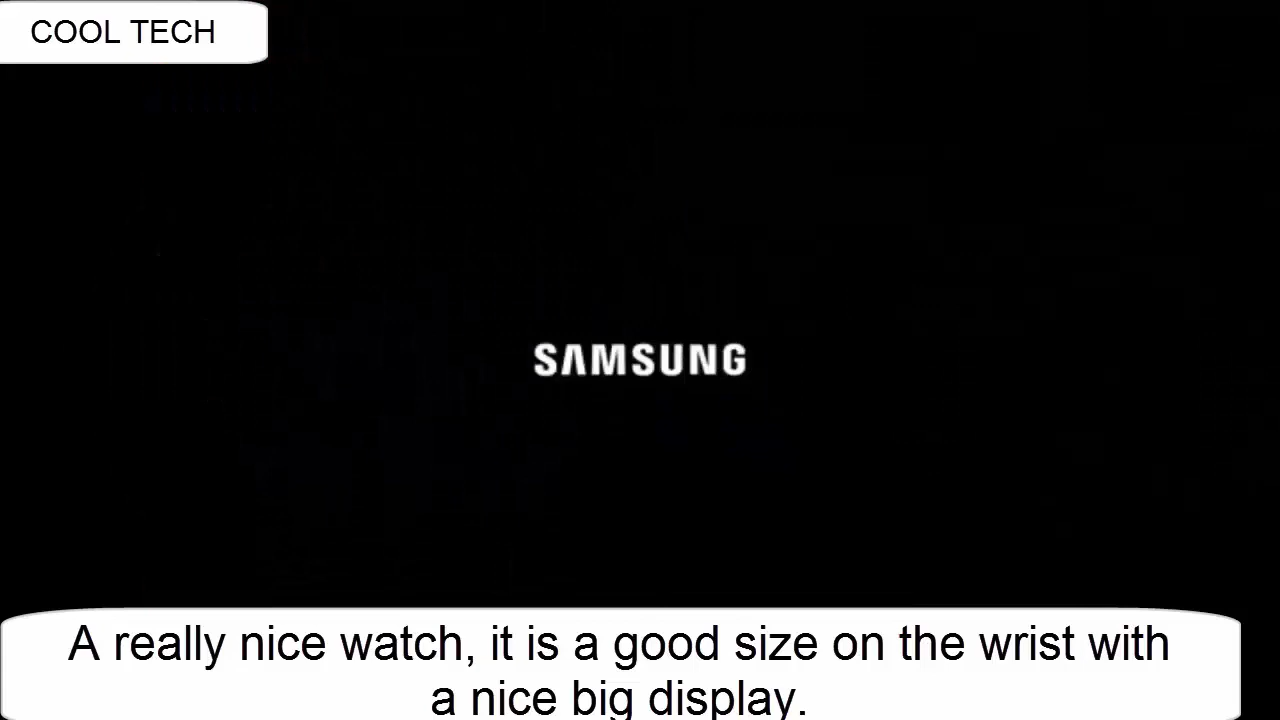 COOL TECH
SAMSUNG
A really nice watch, it is a good size on the wrist with
a nice big display.